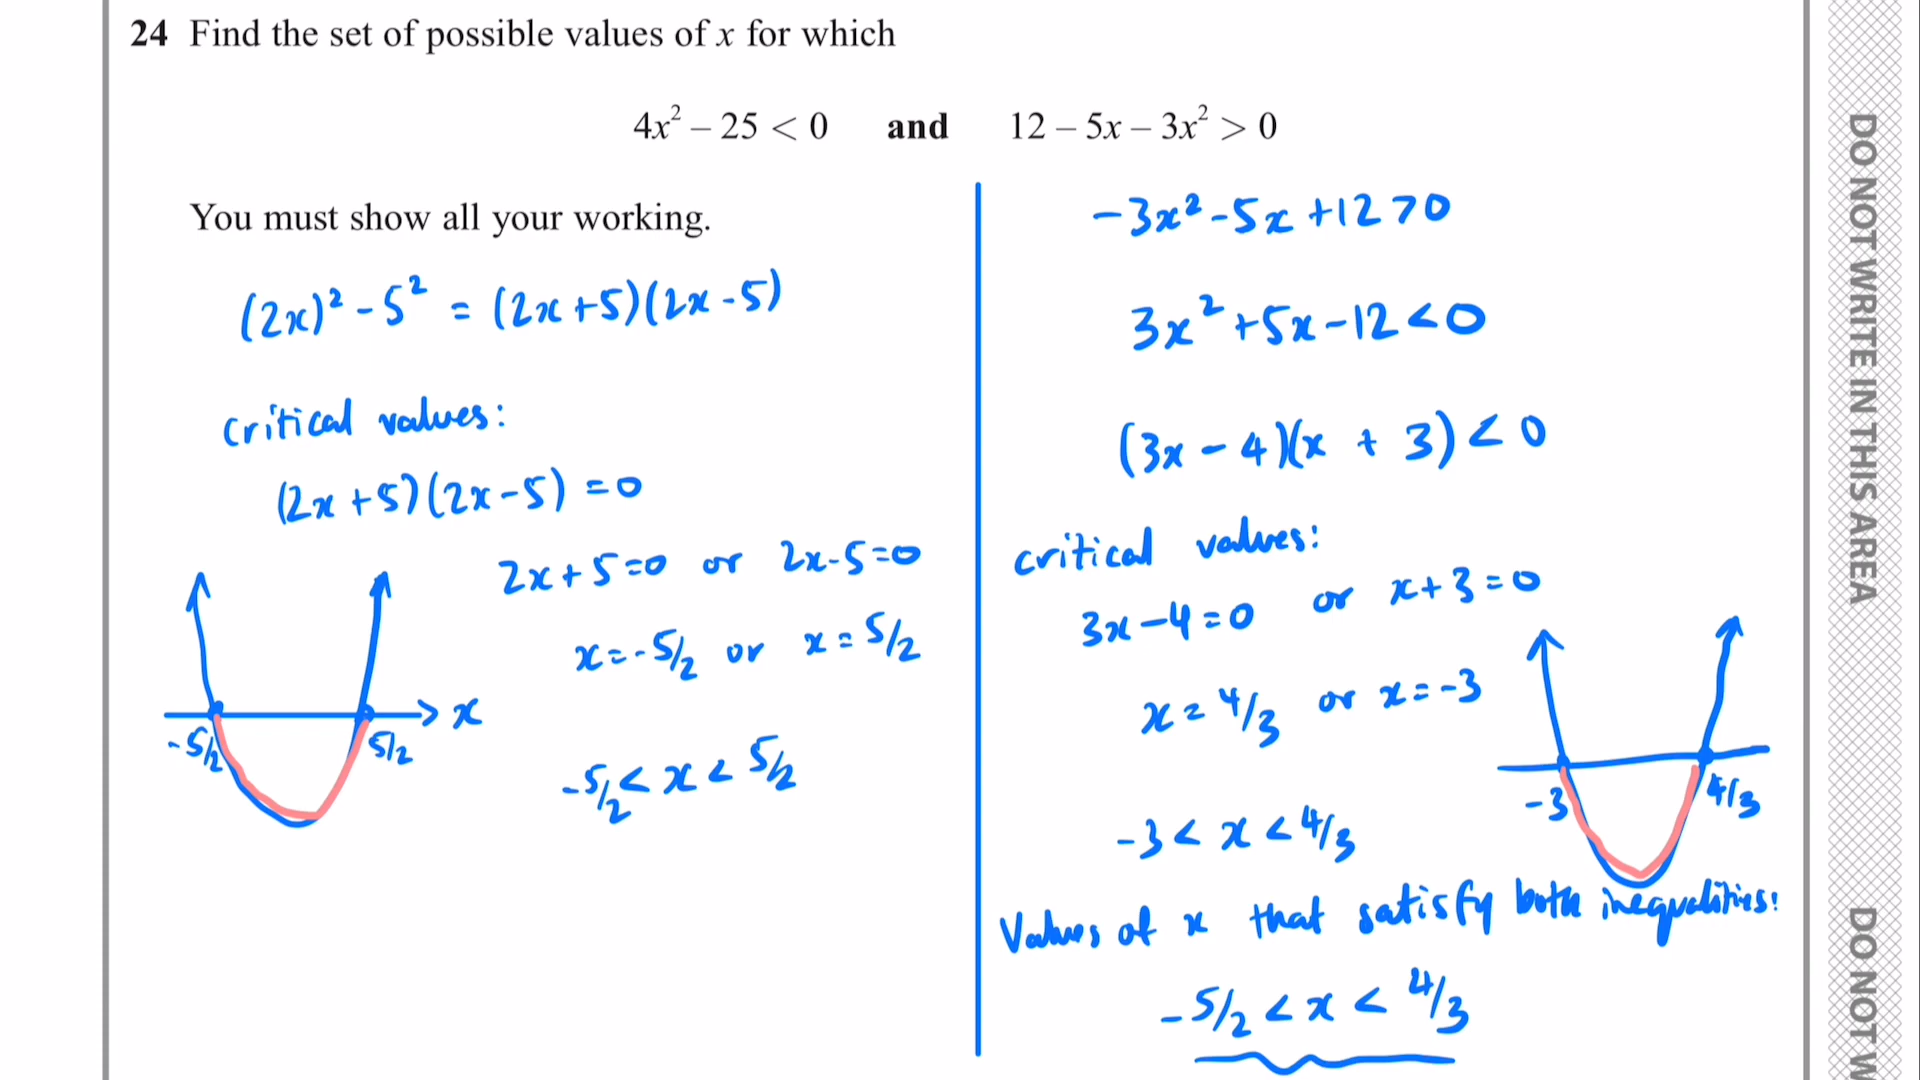 24 Find the set of possible values of x for which
4x² – 25 < 0 and 12 – 5x – 3x² > 0
You must show all your working.
(2x)² - 5² = (2x+5)(2x-5)
critical values:
(2x+5)(2x-5) = 0
2x+5=0 or 2x-5=0
x=-5/2 or x=5/2
-5/2 5/2 x
-5/2 < x < 5/2
-3x²-5x+12>0
3x²+5x-12<0
(3x-4)(x+3)<0
critical values:
3x-4=0 or x+3=0
x=4/3 or x=-3
-3 4/3
-3 < x < 4/3
Values of x that satisfy both inequalities:
-5/2 < x < 4/3
DO NOT WRITE IN THIS AREA
DO NOT W